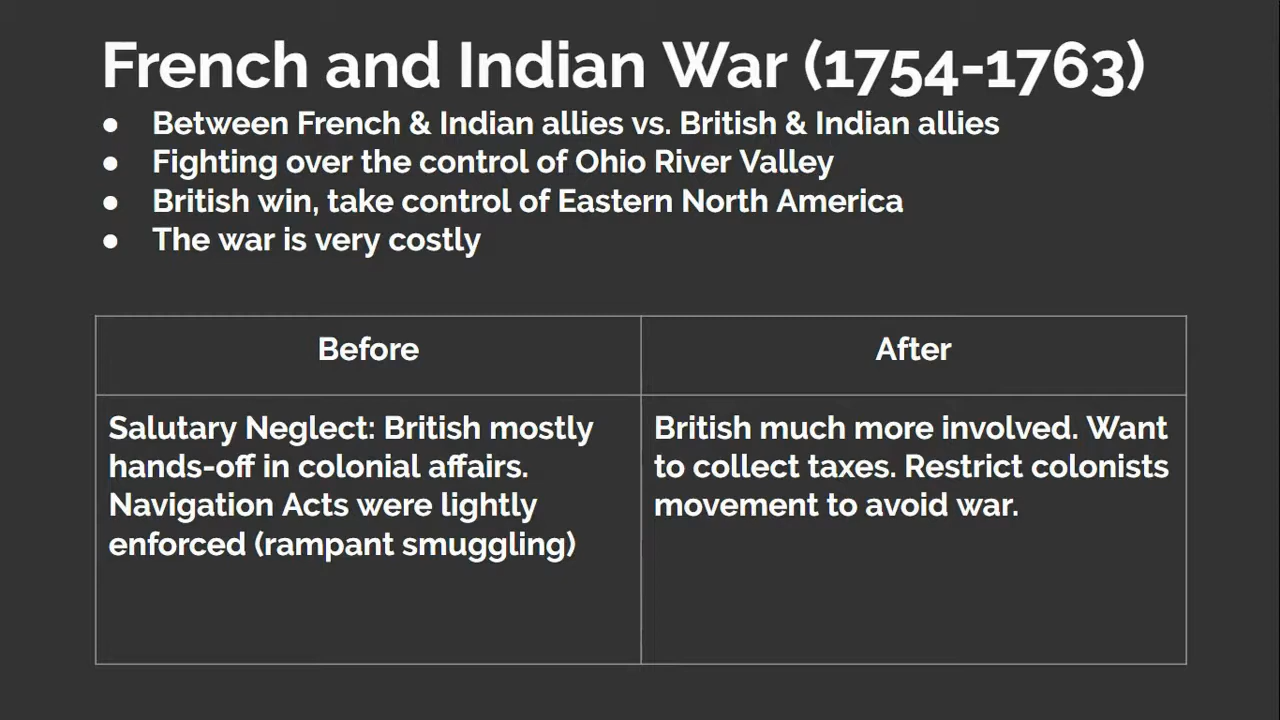 French and Indian War (1754-1763)
● Between French & Indian allies vs. British & Indian allies
● Fighting over the control of Ohio River Valley
● British win, take control of Eastern North America
● The war is very costly
Before
After
Salutary Neglect: British mostly
hands-off in colonial affairs.
Navigation Acts were lightly
enforced (rampant smuggling)
British much more involved. Want
to collect taxes. Restrict colonists
movement to avoid war.